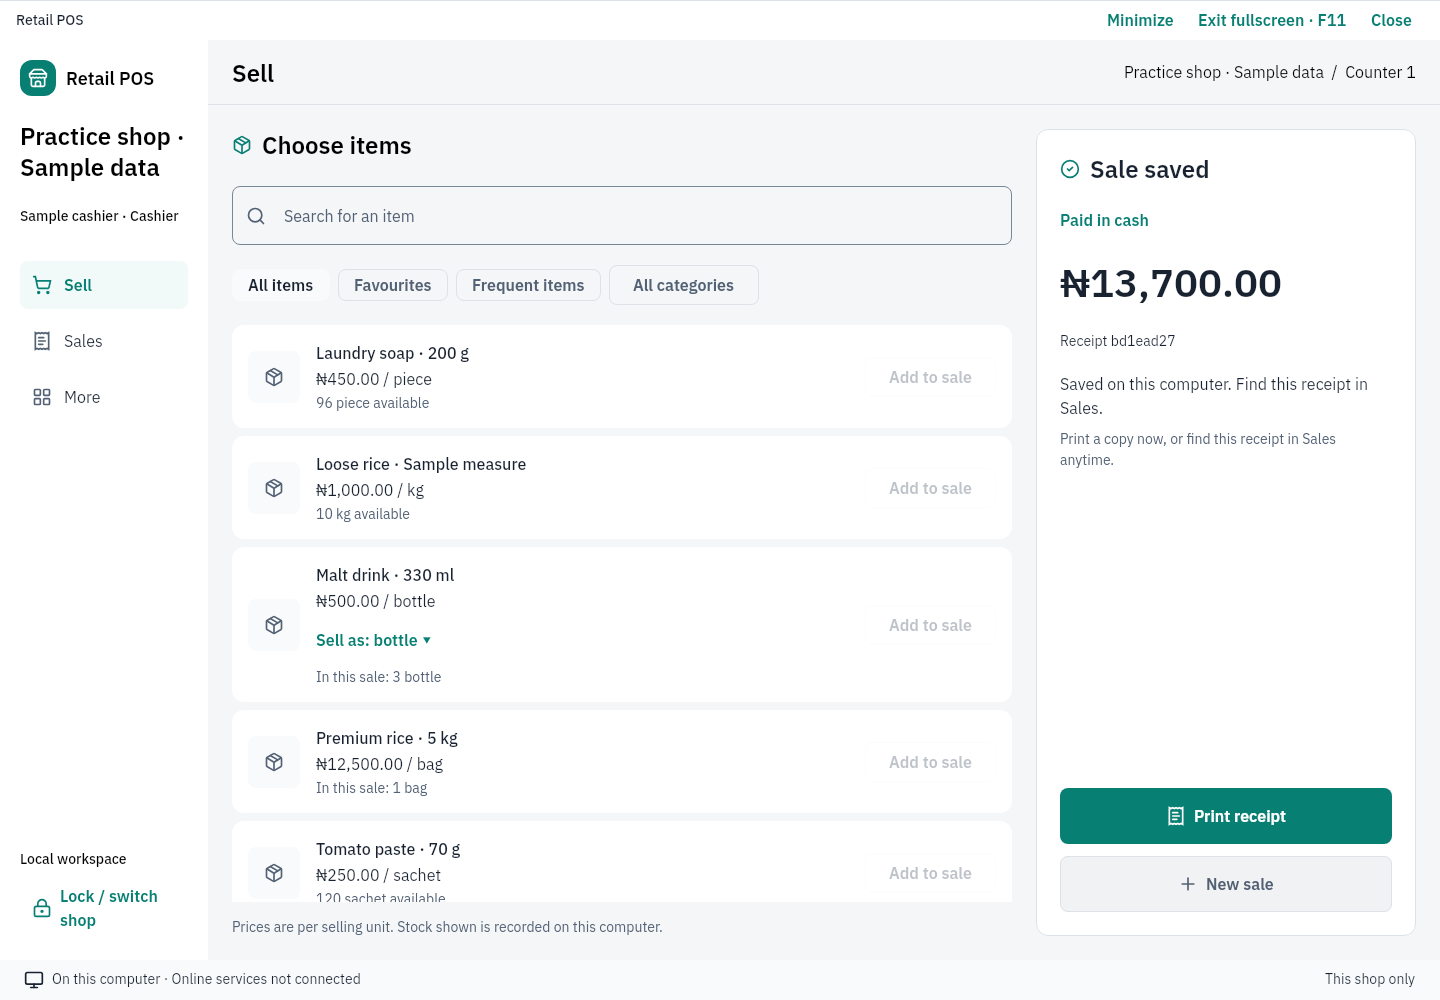 Retail POS
Minimize
Exit fullscreen · F11
Close
Retail POS
Practice shop ·
Sample data
Sample cashier · Cashier
Sell
Sales
More
Local workspace
Lock / switch
shop
Sell
Practice shop · Sample data / Counter 1
Choose items
Search for an item
All items
Favourites
Frequent items
All categories
Laundry soap · 200 g
₦450.00 / piece
96 piece available
Add to sale
Loose rice · Sample measure
₦1,000.00 / kg
10 kg available
Add to sale
Malt drink · 330 ml
₦500.00 / bottle
Sell as: bottle ▾
In this sale: 3 bottle
Add to sale
Premium rice · 5 kg
₦12,500.00 / bag
In this sale: 1 bag
Add to sale
Tomato paste · 70 g
₦250.00 / sachet
120 sachet available
Add to sale
Prices are per selling unit. Stock shown is recorded on this computer.
Sale saved
Paid in cash
₦13,700.00
Receipt bd1ead27
Saved on this computer. Find this receipt in
Sales.
Print a copy now, or find this receipt in Sales
anytime.
Print receipt
New sale
On this computer · Online services not connected
This shop only